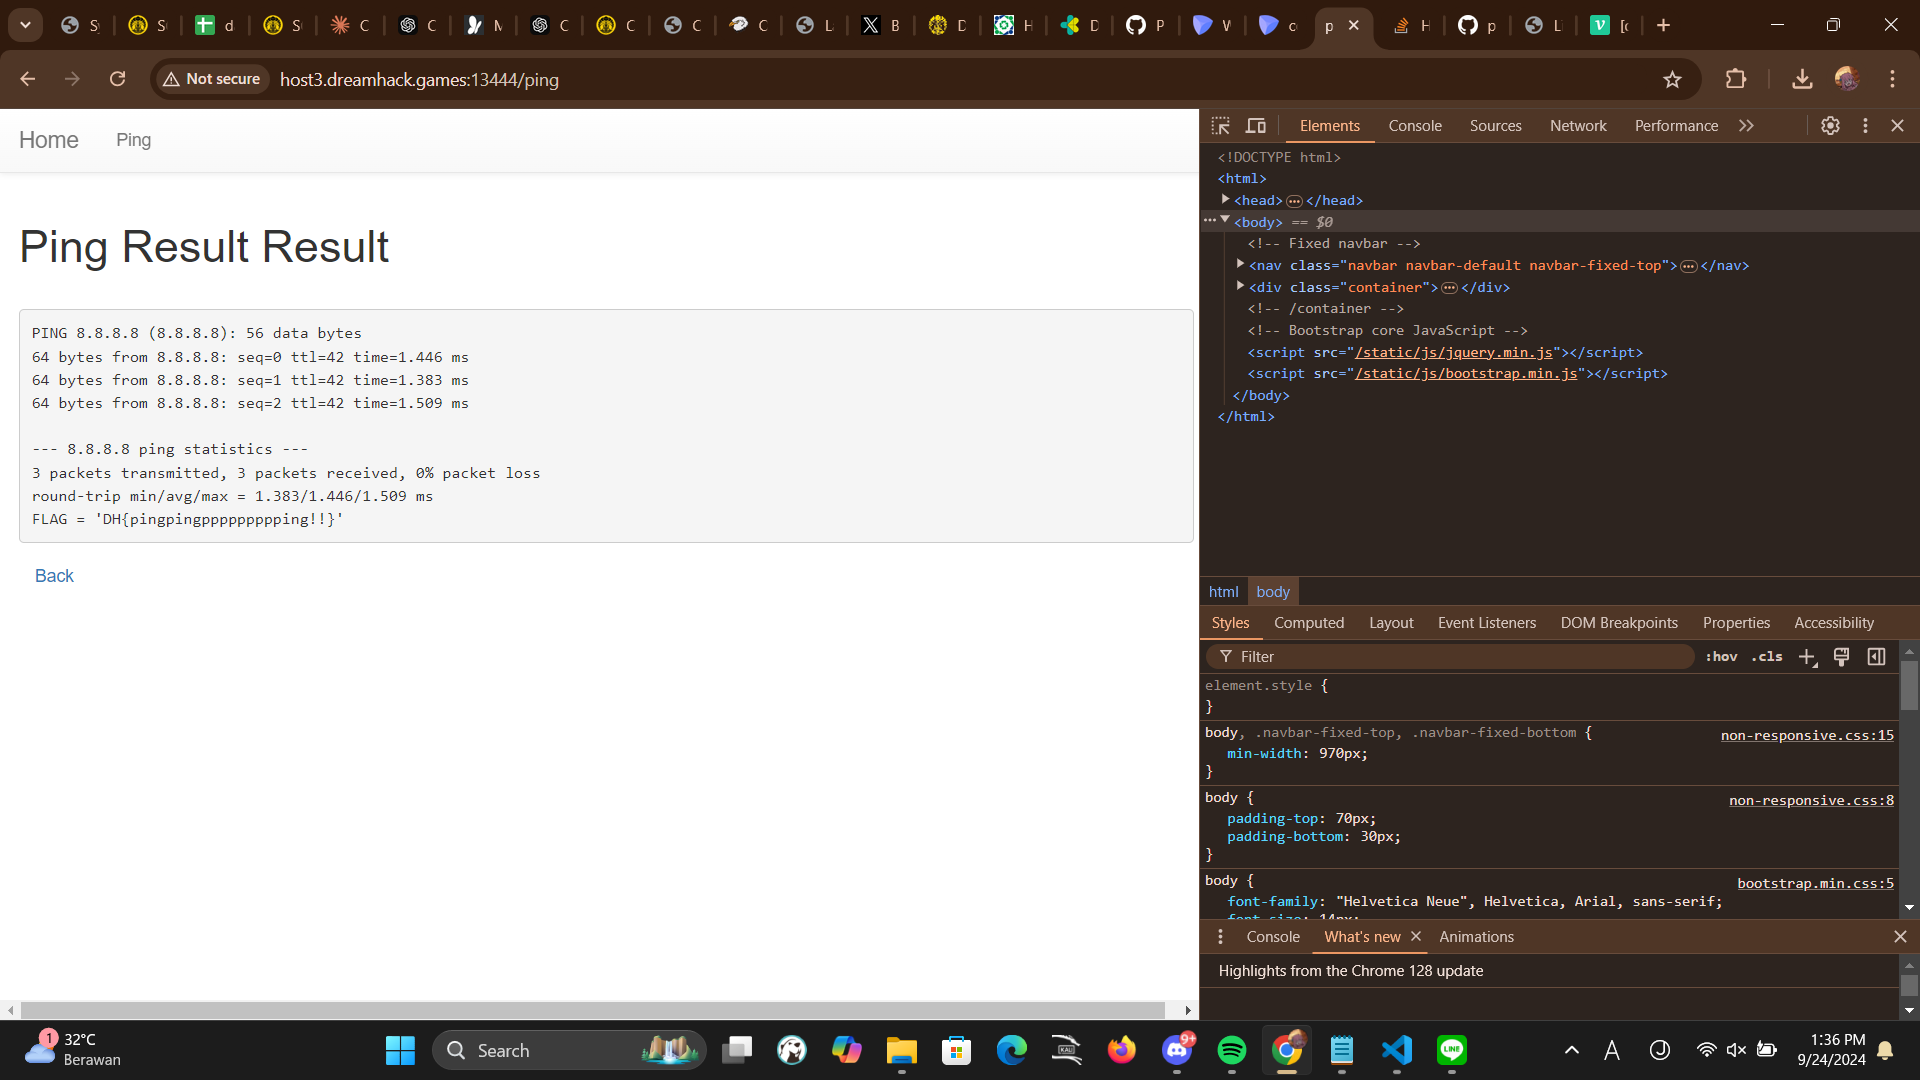 S
S
d
S
C
C
M
C
C
C
C
L
B
D
H
D
P
W
c
p
H
p
Li
[c
Not secure
host3.dreamhack.games:13444/ping
Home
Ping
Ping Result Result
PING 8.8.8.8 (8.8.8.8): 56 data bytes
64 bytes from 8.8.8.8: seq=0 ttl=42 time=1.446 ms
64 bytes from 8.8.8.8: seq=1 ttl=42 time=1.383 ms
64 bytes from 8.8.8.8: seq=2 ttl=42 time=1.509 ms
--- 8.8.8.8 ping statistics ---
3 packets transmitted, 3 packets received, 0% packet loss
round-trip min/avg/max = 1.383/1.446/1.509 ms
FLAG = 'DH{pingpingppppppppping!!}'
Back
Elements
Console
Sources
Network
Performance
<!DOCTYPE html>
<html>
<head>…</head>
<body> == $0
<!-- Fixed navbar -->
<nav class="navbar navbar-default navbar-fixed-top">…</nav>
<div class="container">…</div>
<!-- /container -->
<!-- Bootstrap core JavaScript -->
<script src="/static/js/jquery.min.js"></script>
<script src="/static/js/bootstrap.min.js"></script>
</body>
</html>
html
body
Styles
Computed
Layout
Event Listeners
DOM Breakpoints
Properties
Accessibility
Filter
:hov
.cls
element.style {
}
body, .navbar-fixed-top, .navbar-fixed-bottom {
non-responsive.css:15
min-width: 970px;
}
body {
non-responsive.css:8
padding-top: 70px;
padding-bottom: 30px;
}
body {
bootstrap.min.css:5
font-family: "Helvetica Neue", Helvetica, Arial, sans-serif;
font-size: 14px;
Console
What's new
Animations
Highlights from the Chrome 128 update
1
32°C
Berawan
Search
9+
LINE
A
1:36 PM
9/24/2024